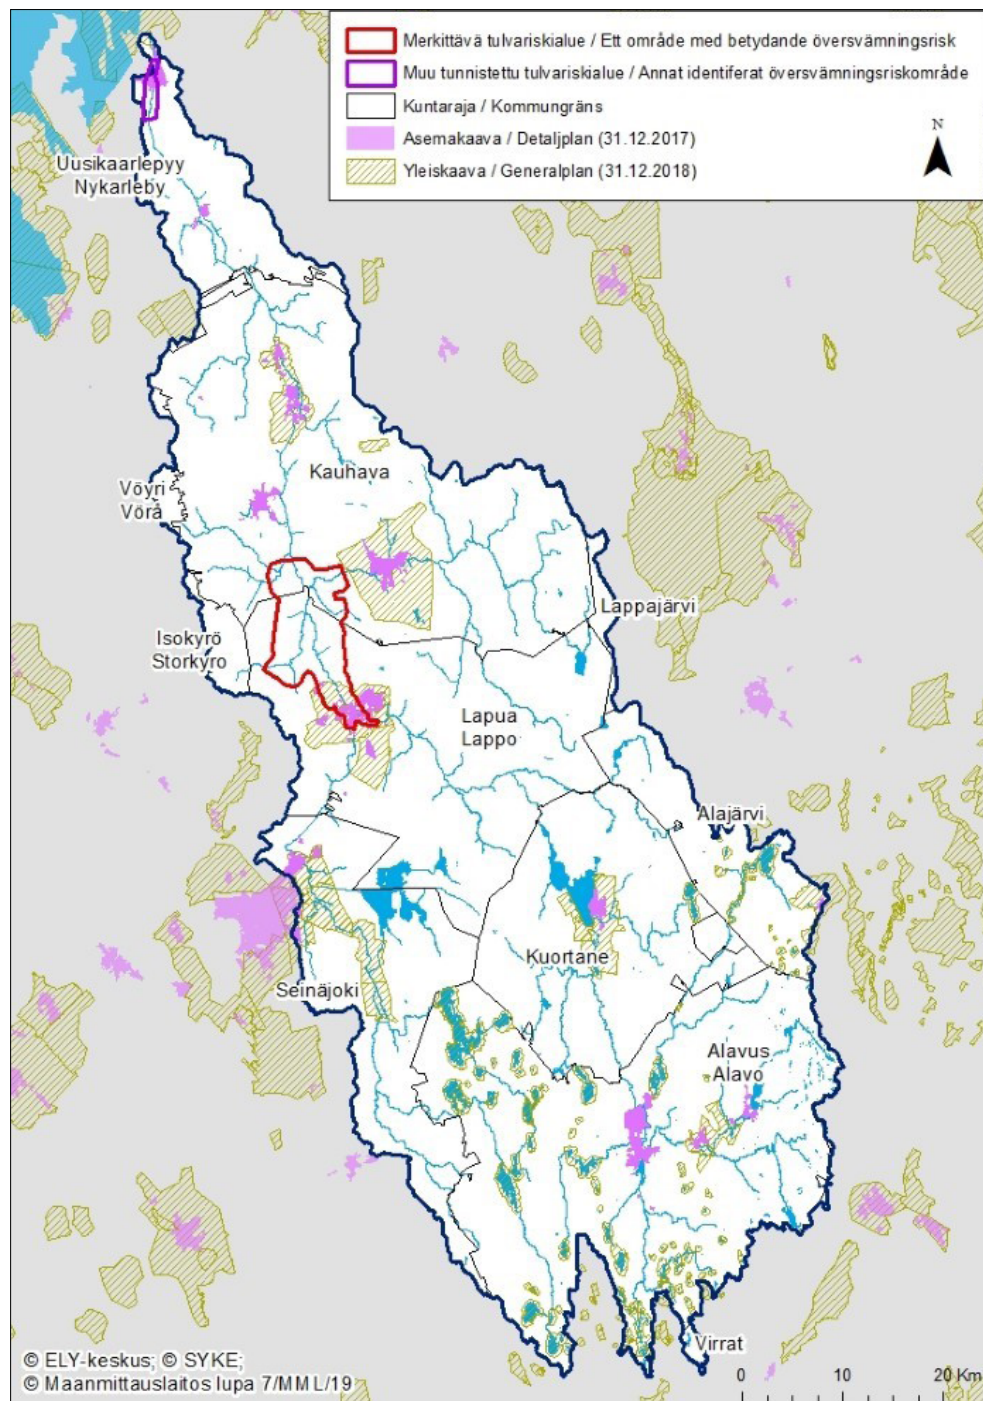 Merkittävä tulvariskialue / Ett område med betydande översvämningsrisk
Muu tunnistettu tulvariskialue / Annat identiferat översvämningsriskområde
Kuntaraja / Kommungräns
Asemakaava / Detaljplan (31.12.2017)
Yleiskaava / Generalplan (31.12.2018)
N
Uusikaarlepyy
Nykarleby
Kauhava
Vöyri
Vörå
Lappajärvi
Isokyrö
Storkyro
Lapua
Lappo
Alajärvi
Kuortane
Seinäjoki
Alavus
Alavo
Virrat
© ELY-keskus; © SYKE;
© Maanmittauslaitos lupa 7/MML/19
0 10 20 Km